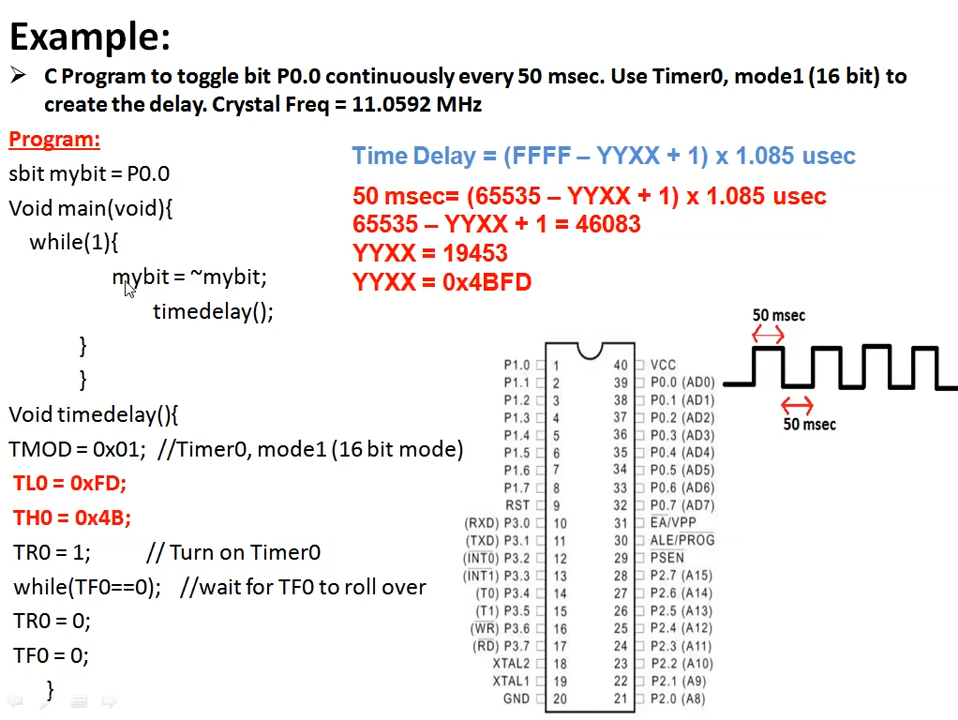 Example:
➢ C Program to toggle bit P0.0 continuously every 50 msec. Use Timer0, mode1 (16 bit) to
create the delay. Crystal Freq = 11.0592 MHz
Program:
sbit mybit = P0.0
Void main(void){
while(1){
mybit = ~mybit;
timedelay();
}
}
Void timedelay(){
TMOD = 0x01; //Timer0, mode1 (16 bit mode)
TL0 = 0xFD;
TH0 = 0x4B;
TR0 = 1; // Turn on Timer0
while(TF0==0); //wait for TF0 to roll over
TR0 = 0;
TF0 = 0;
}
Time Delay = (FFFF – YYXX + 1) x 1.085 usec
50 msec= (65535 – YYXX + 1) x 1.085 usec
65535 – YYXX + 1 = 46083
YYXX = 19453
YYXX = 0x4BFD
50 msec
50 msec
P1.0 1 40 VCC
P1.1 2 39 P0.0 (AD0)
P1.2 3 38 P0.1 (AD1)
P1.3 4 37 P0.2 (AD2)
P1.4 5 36 P0.3 (AD3)
P1.5 6 35 P0.4 (AD4)
P1.6 7 34 P0.5 (AD5)
P1.7 8 33 P0.6 (AD6)
RST 9 32 P0.7 (AD7)
(RXD) P3.0 10 31 E̅A̅/VPP
(TXD) P3.1 11 30 ALE/P̅R̅O̅G̅
(I̅N̅T̅0̅) P3.2 12 29 P̅S̅E̅N̅
(I̅N̅T̅1̅) P3.3 13 28 P2.7 (A15)
(T0) P3.4 14 27 P2.6 (A14)
(T1) P3.5 15 26 P2.5 (A13)
(W̅R̅) P3.6 16 25 P2.4 (A12)
(R̅D̅) P3.7 17 24 P2.3 (A11)
XTAL2 18 23 P2.2 (A10)
XTAL1 19 22 P2.1 (A9)
GND 20 21 P2.0 (A8)